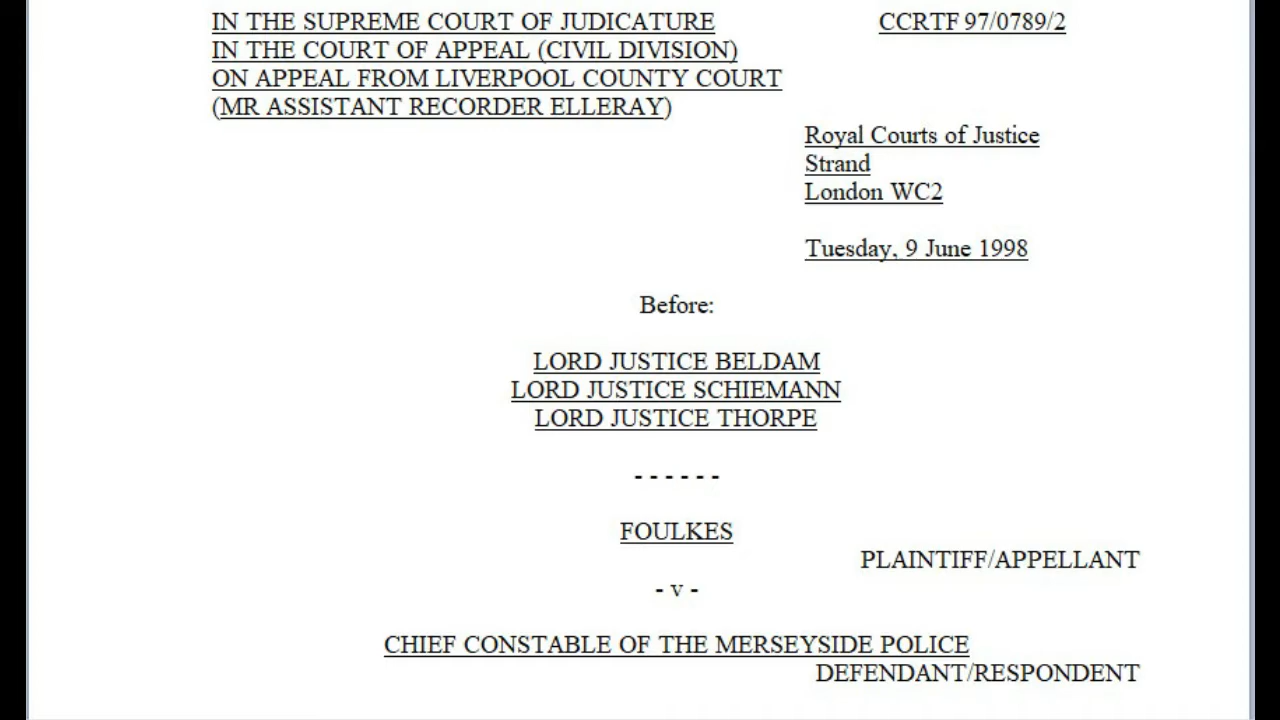 IN THE SUPREME COURT OF JUDICATURE CCRTF 97/0789/2
IN THE COURT OF APPEAL (CIVIL DIVISION)
ON APPEAL FROM LIVERPOOL COUNTY COURT
(MR ASSISTANT RECORDER ELLERAY)
Royal Courts of Justice
Strand
London WC2
Tuesday, 9 June 1998
Before:
LORD JUSTICE BELDAM
LORD JUSTICE SCHIEMANN
LORD JUSTICE THORPE
- - - - - -
FOULKES
PLAINTIFF/APPELLANT
- v -
CHIEF CONSTABLE OF THE MERSEYSIDE POLICE
DEFENDANT/RESPONDENT